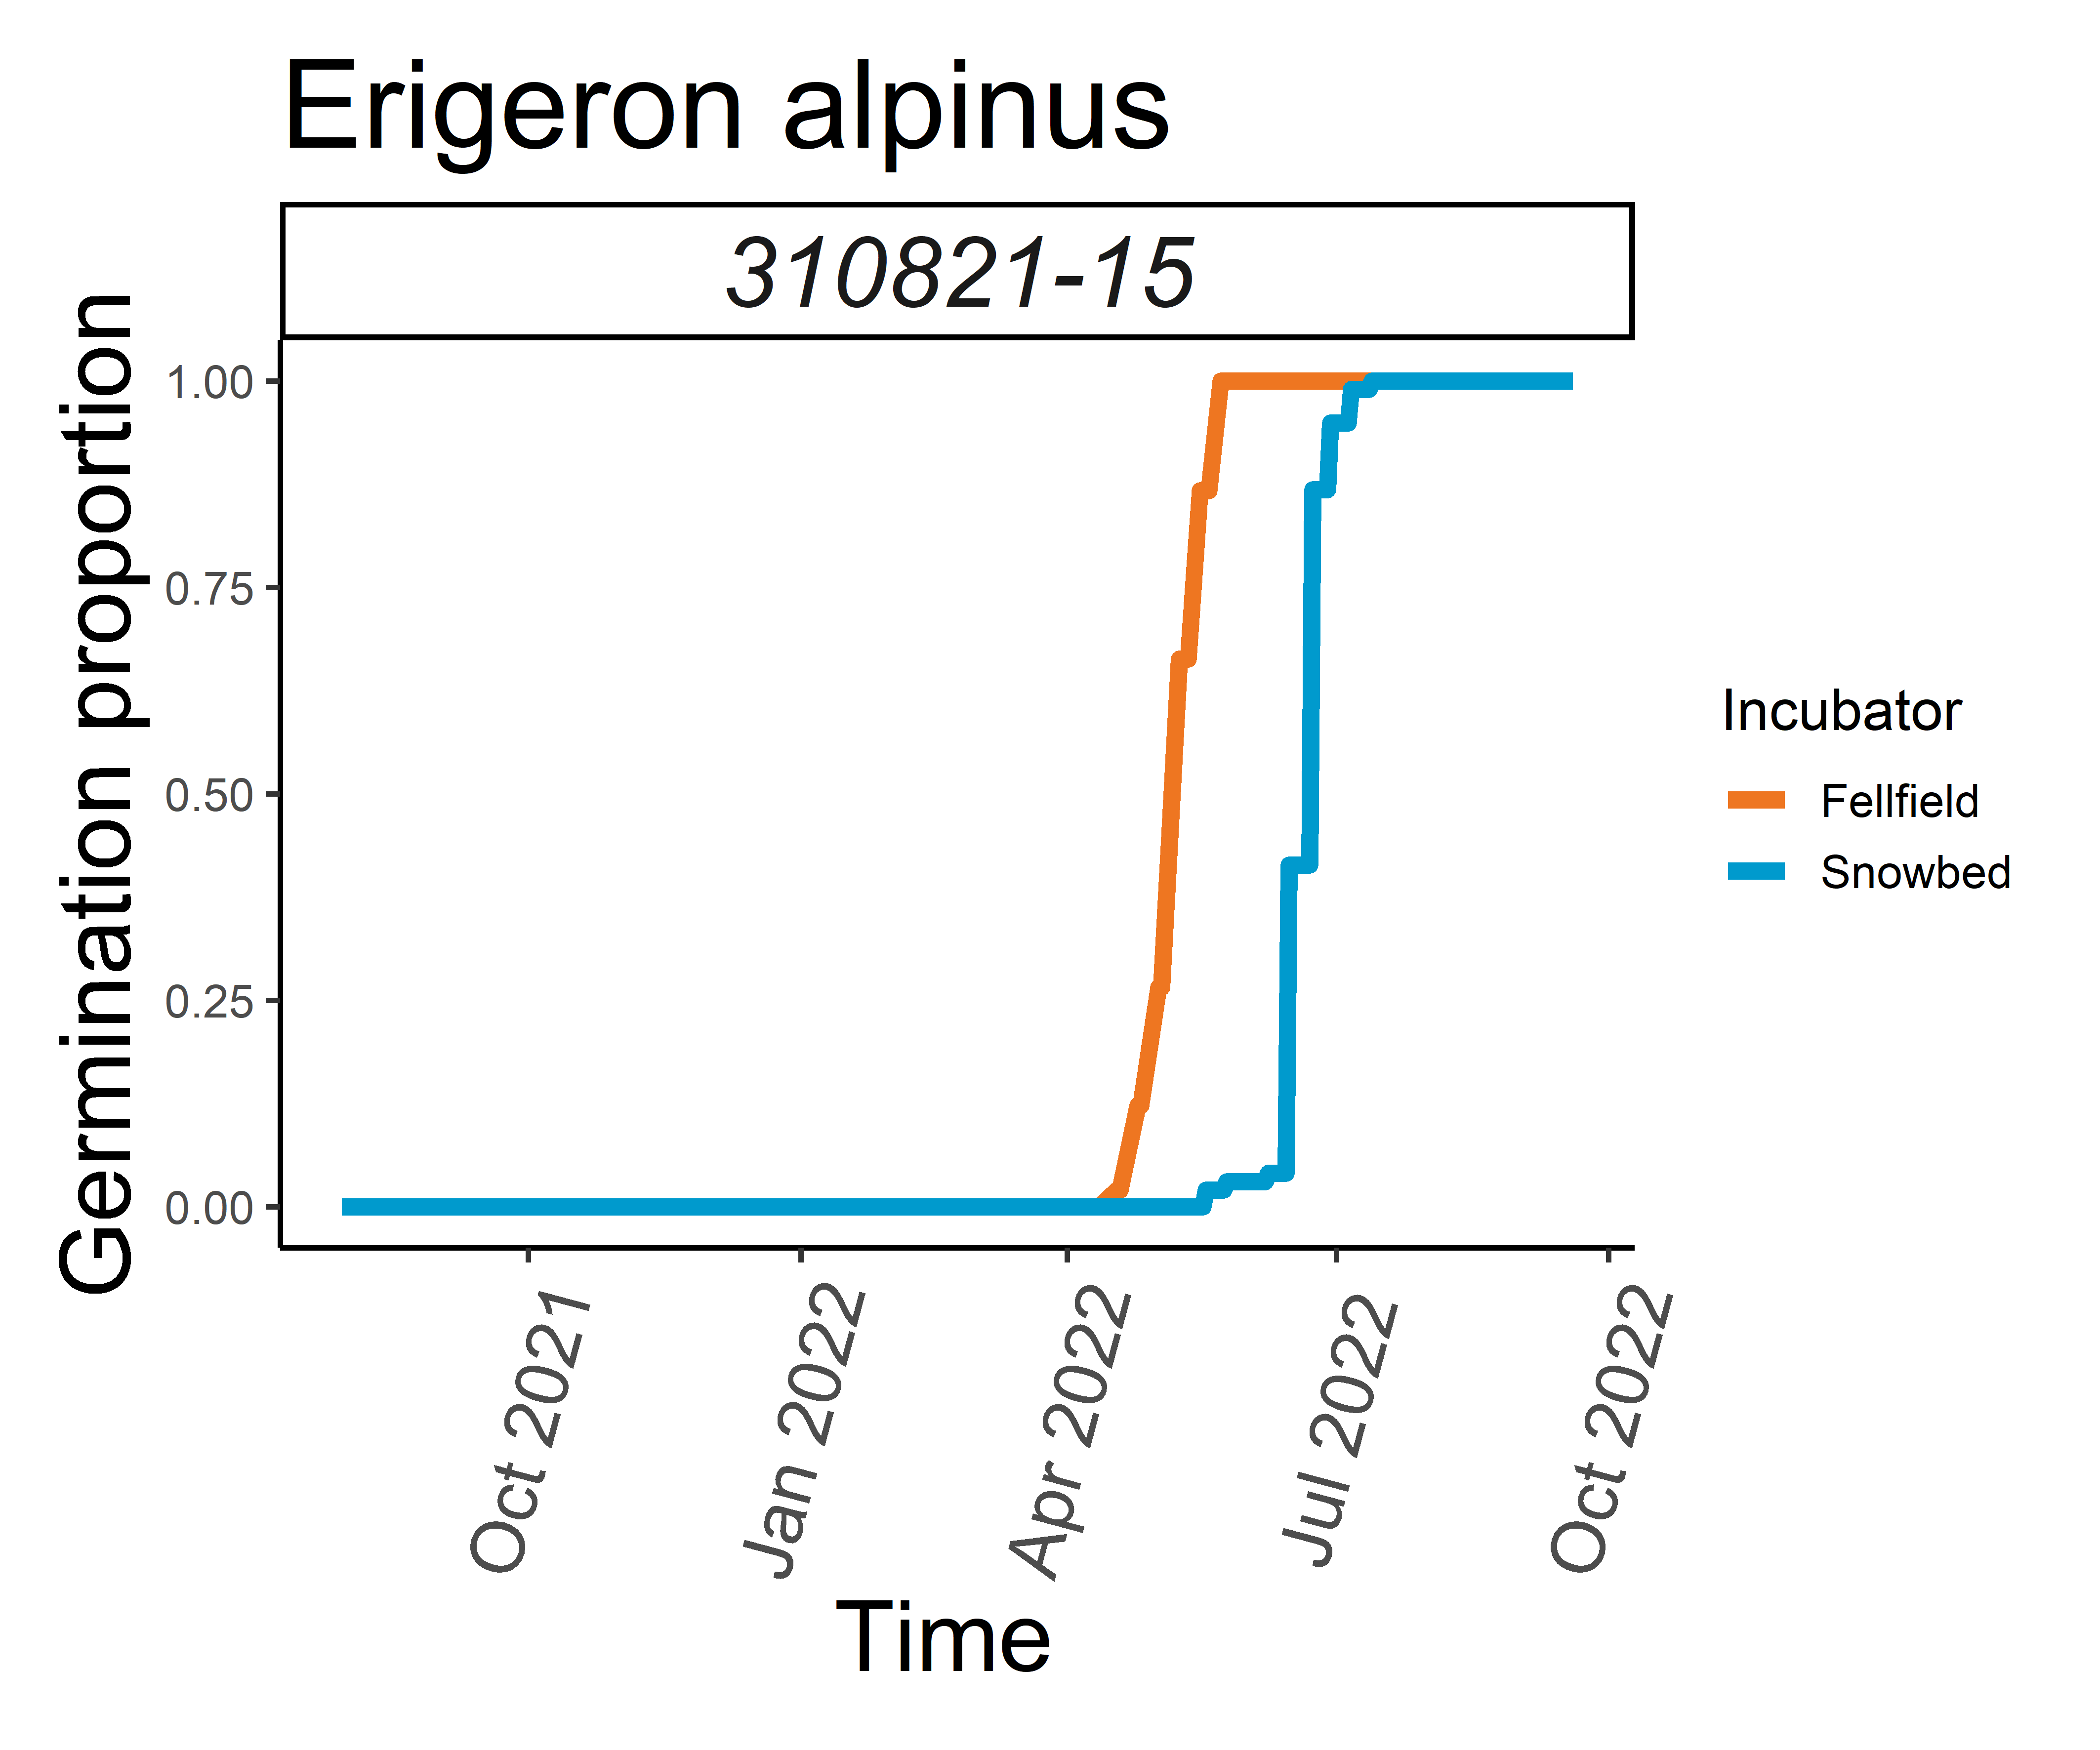 Erigeron alpinus
310821-15
Germination proportion
1.00
0.75
0.50
0.25
0.00
Oct 2021
Jan 2022
Apr 2022
Jul 2022
Oct 2022
Time
Incubator
Fellfield
Snowbed